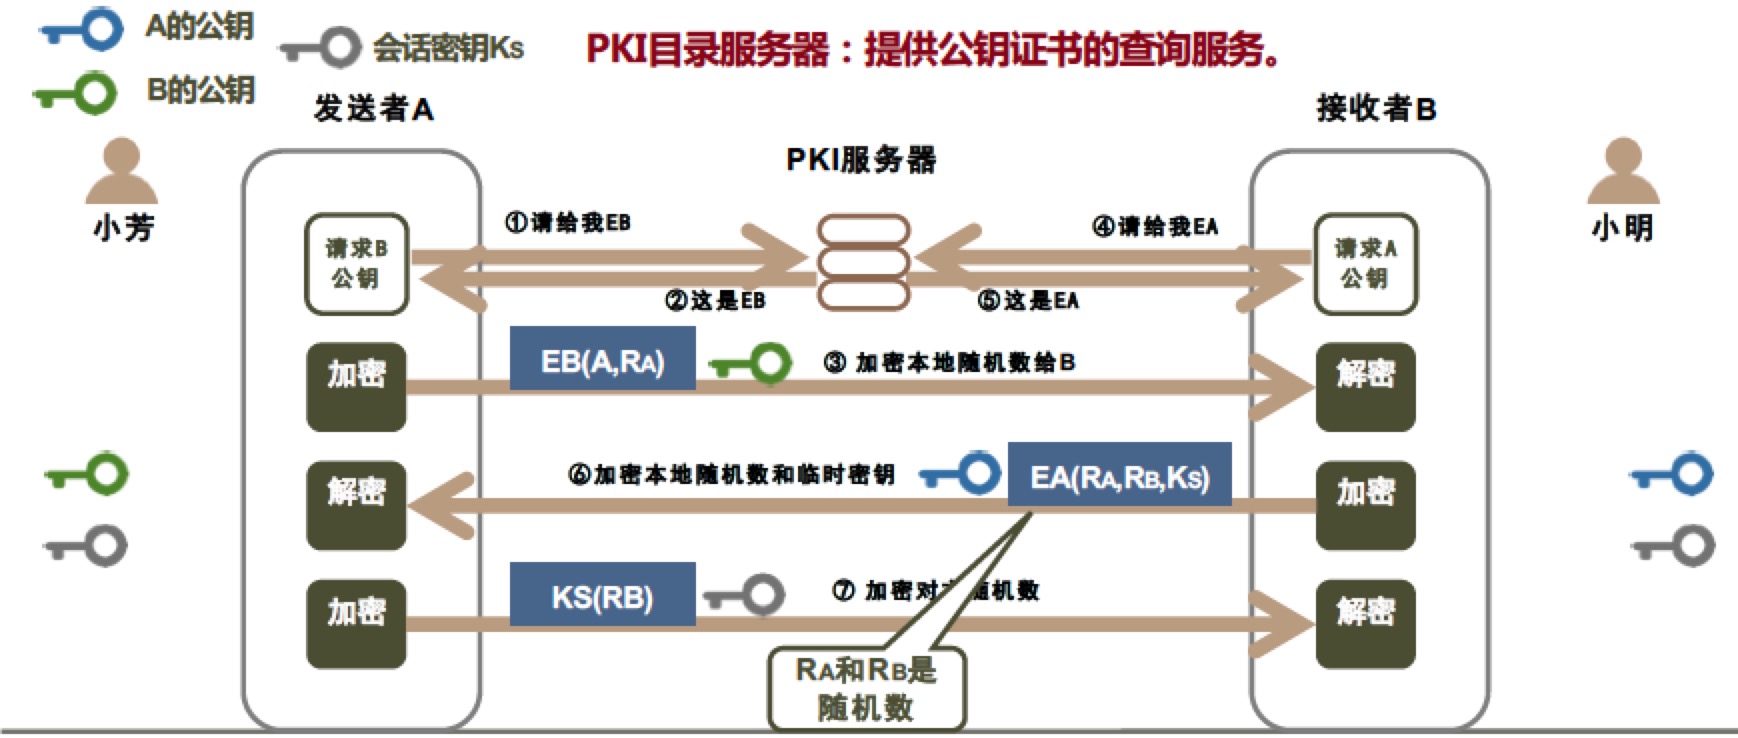 A的公钥
会话密钥Ks
PKI目录服务器：提供公钥证书的查询服务。
B的公钥
发送者A
接收者B
PKI服务器
小芳
小明
①请给我EB
④请给我EA
请求B
公钥
请求A
公钥
②这是EB
⑤这是EA
加密
EB(A,RA)
③ 加密本地随机数给B
解密
解密
⑥加密本地随机数和临时密钥
EA(RA,RB,Ks)
加密
加密
KS(RB)
⑦ 加密对 随机数
解密
RA和RB是
随机数